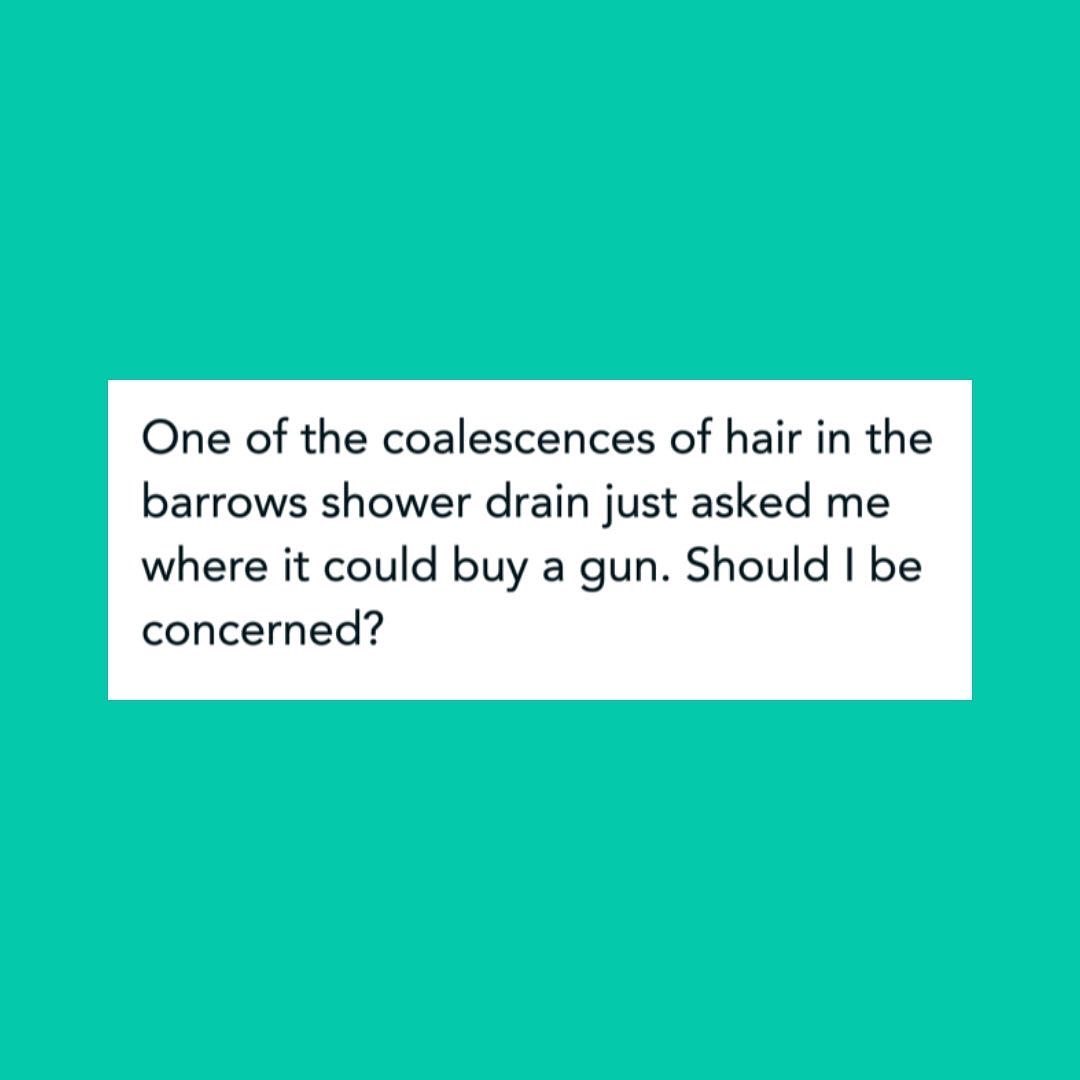 One of the coalescences of hair in the
barrows shower drain just asked me
where it could buy a gun. Should I be
concerned?